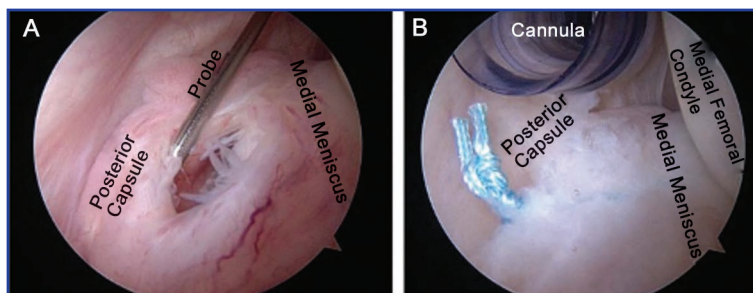 A
Probe
Posterior
Capsule
Medial Meniscus
B
Cannula
Posterior
Capsule
Medial Femoral
Condyle
Medial Meniscus